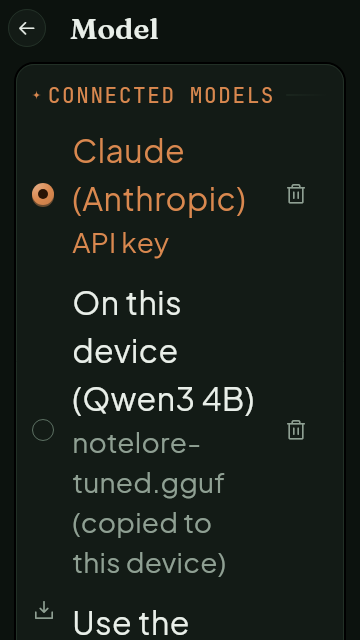 Model
CONNECTED MODELS
Claude
(Anthropic)
API key
On this
device
(Qwen3 4B)
notelore-
tuned.gguf
(copied to
this device)
Use the